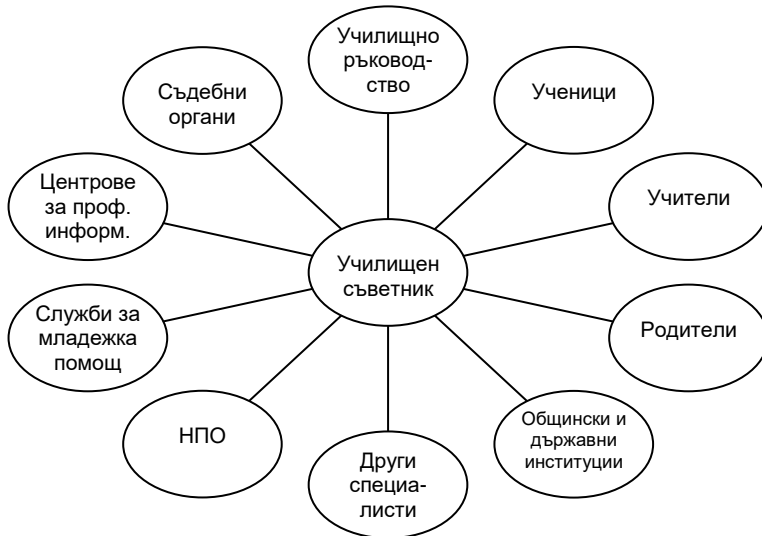 Училищно
ръковод-
ство
Съдебни
органи
Ученици
Центрове
за проф.
информ.
Учители
Училищен
съветник
Служби за
младежка
помощ
Родители
НПО
Общински и
държавни
институции
Други
специа-
листи